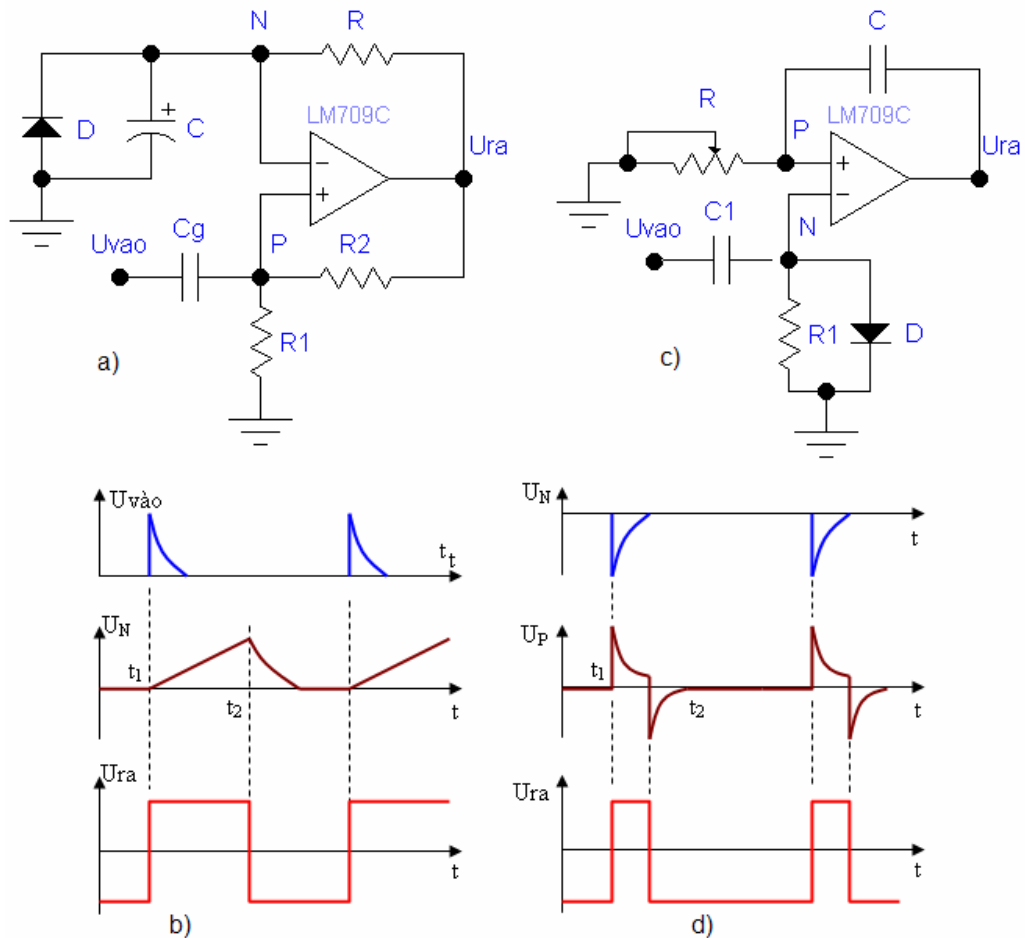 N
R
D
C
+
LM709C
Ura
−
+
Uvao
Cg
P
R2
R1
a)
C
R
P
LM709C
Ura
+
−
Uvao
C1
N
R1
D
c)
Uvào
tt
UN
t1
t2
t
Ura
t
b)
UN
t
UP
t1
t2
t
Ura
t
d)